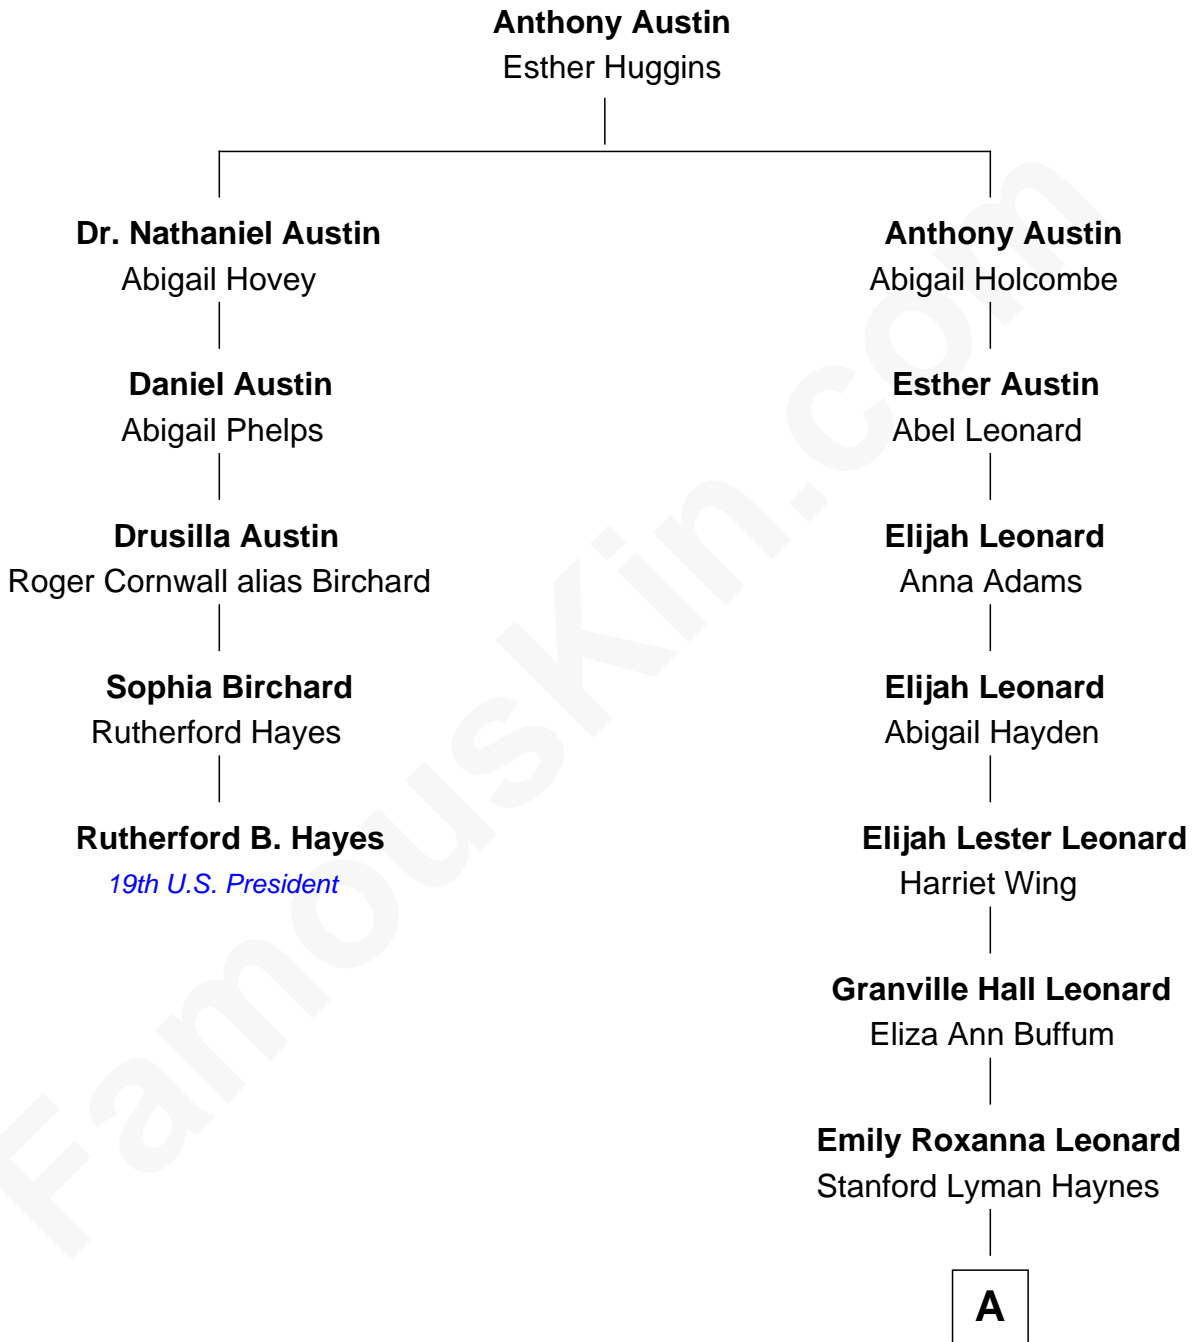 Anthony Austin
Esther Huggins
Dr. Nathaniel Austin
Abigail Hovey
Anthony Austin
Abigail Holcombe
Daniel Austin
Abigail Phelps
Esther Austin
Abel Leonard
Drusilla Austin
Roger Cornwall alias Birchard
Elijah Leonard
Anna Adams
Sophia Birchard
Rutherford Hayes
Elijah Leonard
Abigail Hayden
Rutherford B. Hayes
19th U.S. President
Elijah Lester Leonard
Harriet Wing
Granville Hall Leonard
Eliza Ann Buffum
Emily Roxanna Leonard
Stanford Lyman Haynes
A
FamousKin.com